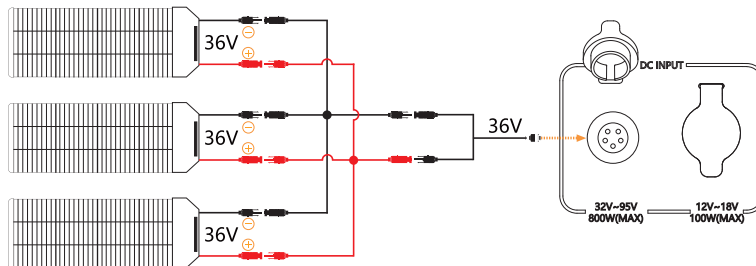 36V
36V
36V
36V
DC INPUT
32V~95V
800W(MAX)
12V~18V
100W(MAX)